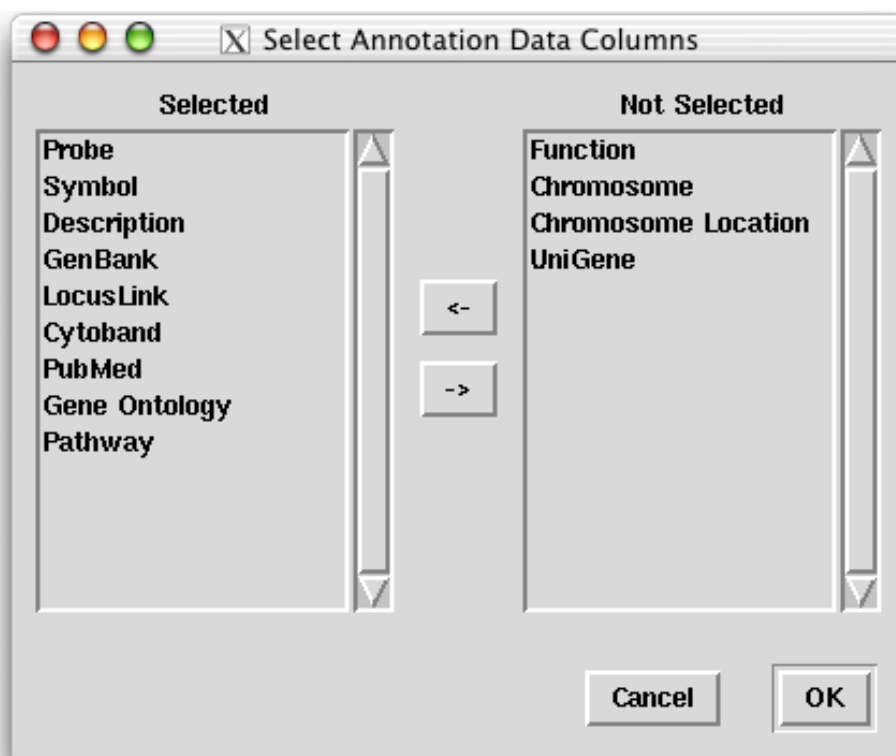 X Select Annotation Data Columns
Selected
Probe
Symbol
Description
GenBank
LocusLink
Cytoband
PubMed
Gene Ontology
Pathway
<-
->
Not Selected
Function
Chromosome
Chromosome Location
UniGene
Cancel
OK